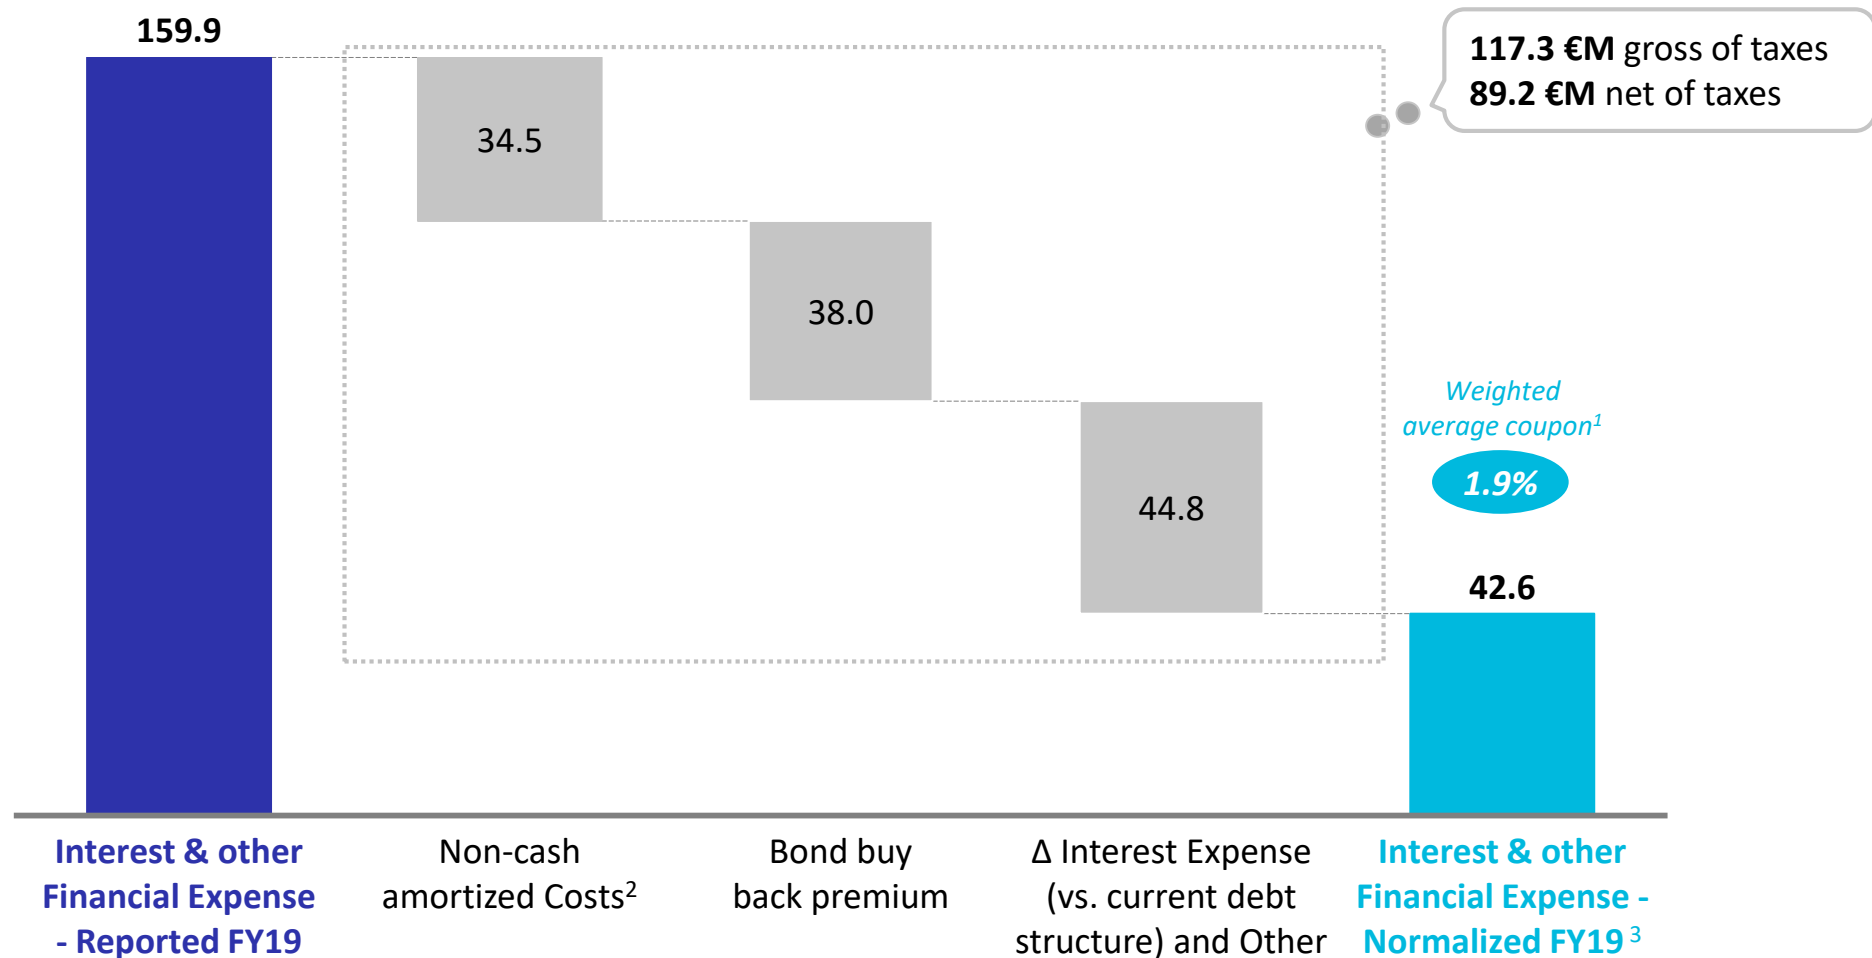 159.9
117.3 €M gross of taxes
89.2 €M net of taxes
34.5
38.0
44.8
Weighted
average coupon1
1.9%
42.6
Interest & other
Financial Expense
- Reported FY19
Non-cash
amortized Costs2
Bond buy
back premium
Δ Interest Expense
(vs. current debt
structure) and Other
Interest & other
Financial Expense -
Normalized FY19 3